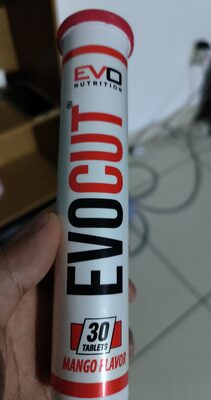 EVO
NUTRITION
EVOCUT®
30
TABLETS
MANGO FLAVOR